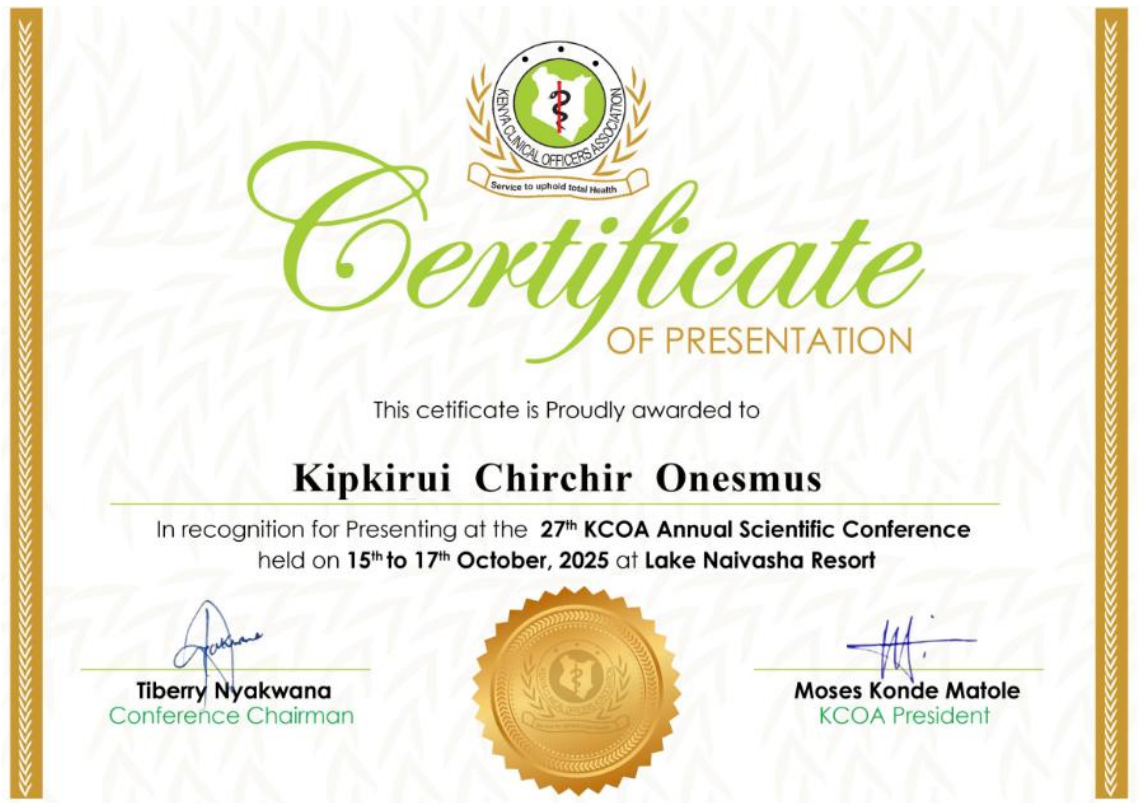 KENYA CLINICAL OFFICERS ASSOCIATION
Service to uphold total Health
Certificate
OF PRESENTATION
This cetificate is Proudly awarded to
Kipkirui Chirchir Onesmus
In recognition for Presenting at the 27th KCOA Annual Scientific Conference
held on 15th to 17th October, 2025 at Lake Naivasha Resort
Tiberry Nyakwana
Conference Chairman
Moses Konde Matole
KCOA President